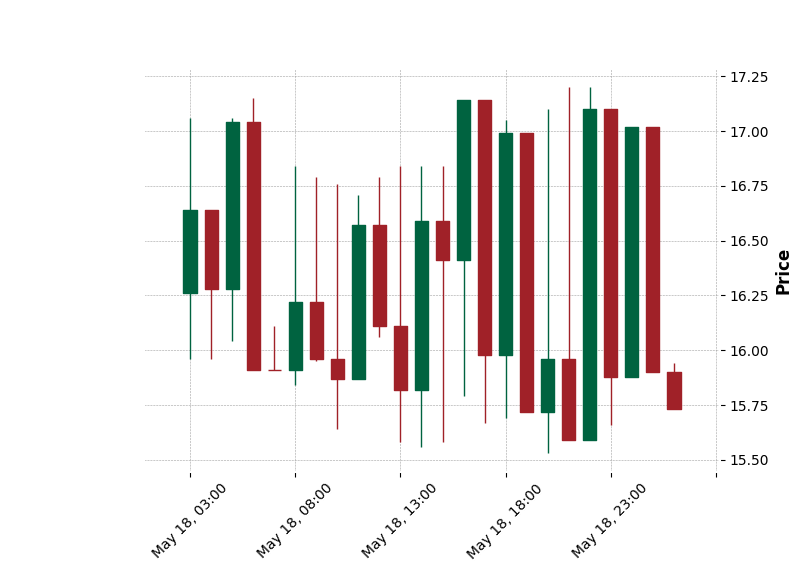 17.25
17.00
16.75
16.50
16.25
16.00
15.75
15.50
Price
May 18, 03:00
May 18, 08:00
May 18, 13:00
May 18, 18:00
May 18, 23:00